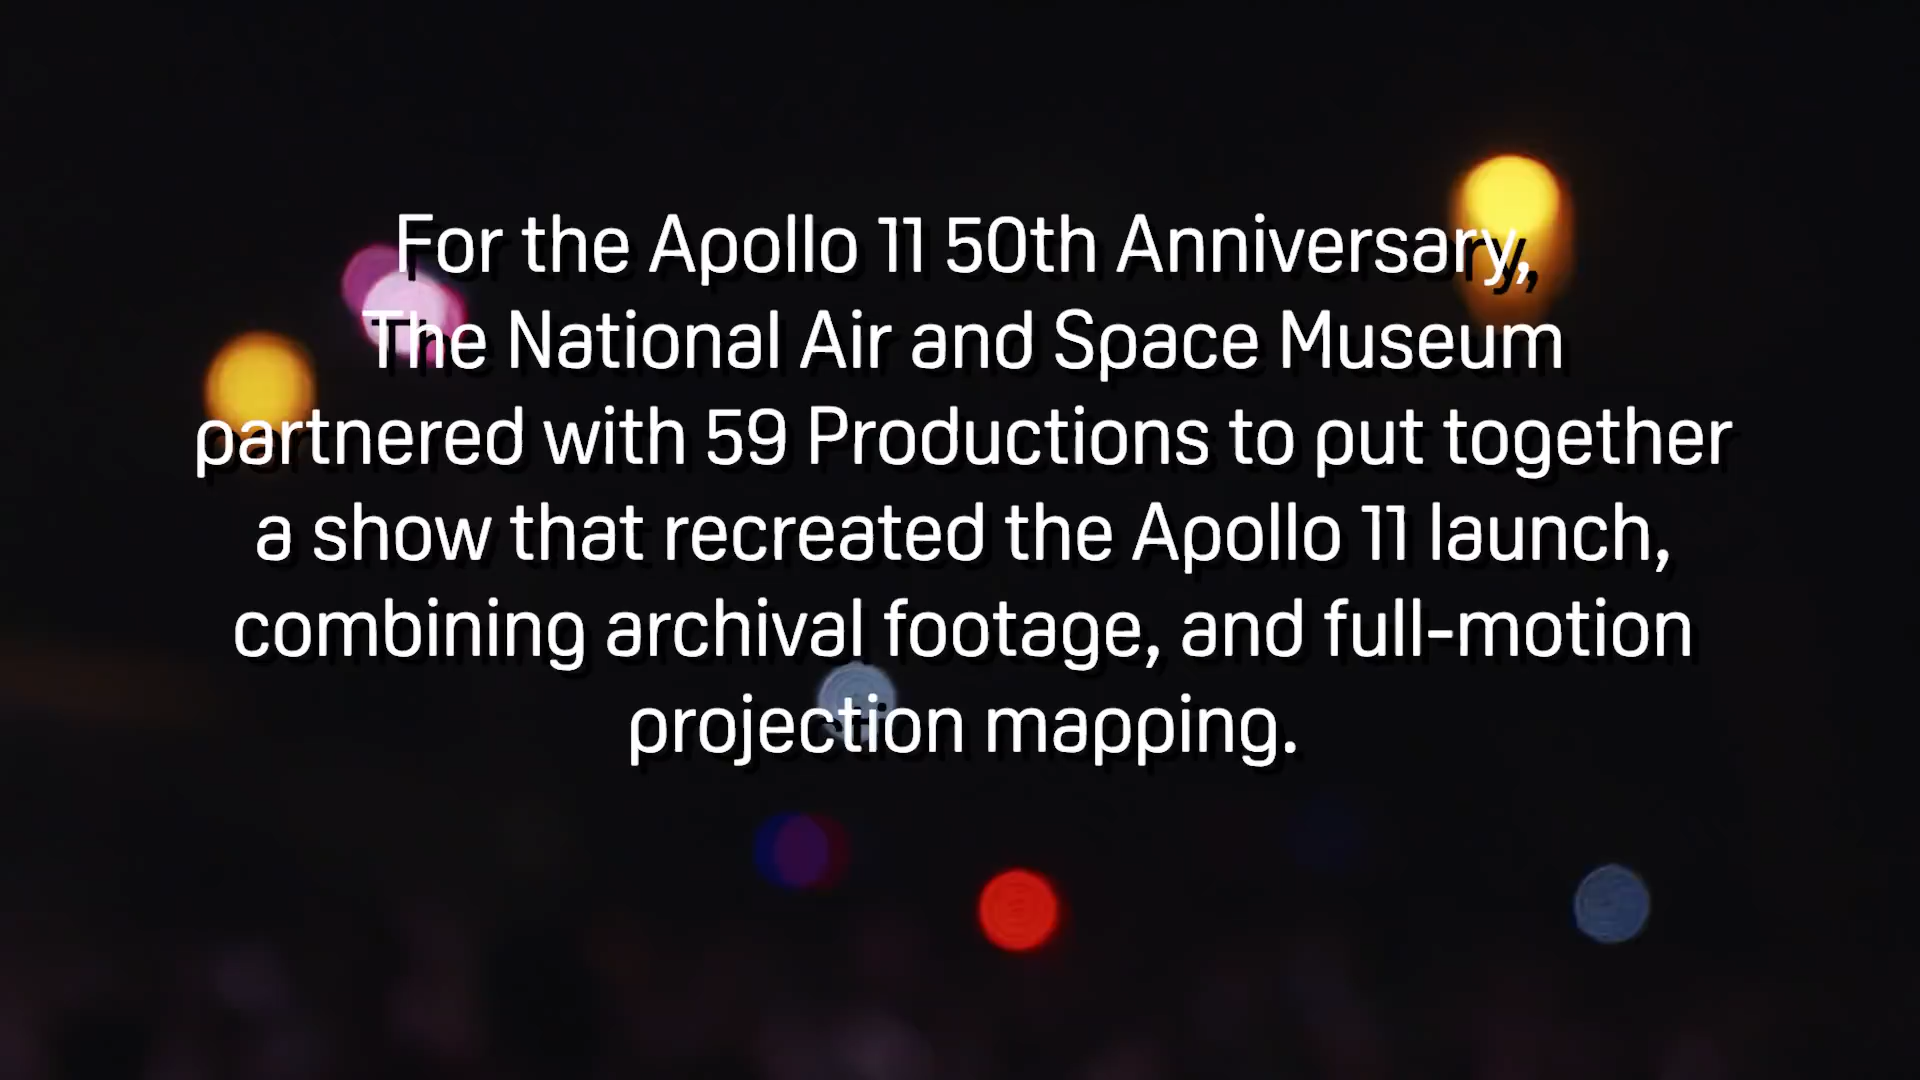 For the Apollo 11 50th Anniversary,
The National Air and Space Museum
partnered with 59 Productions to put together
a show that recreated the Apollo 11 launch,
combining archival footage, and full-motion
projection mapping.